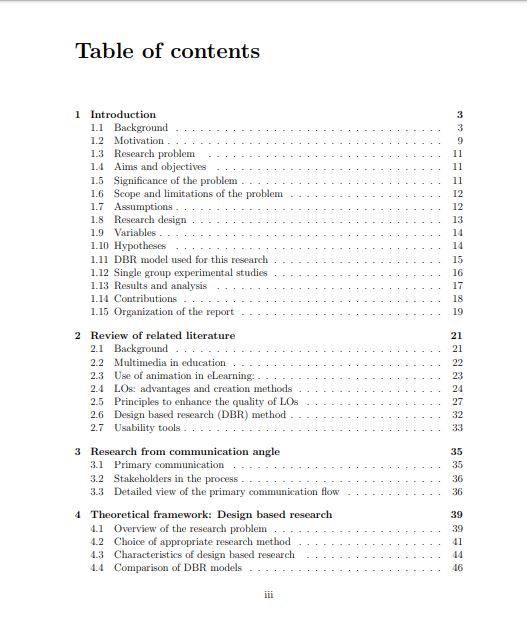 Table of contents
1 Introduction 3
1.1 Background . . . . . . . . . . . . . . . . . . . . . . . . . . . . . . . . 3
1.2 Motivation . . . . . . . . . . . . . . . . . . . . . . . . . . . . . . . . . 9
1.3 Research problem . . . . . . . . . . . . . . . . . . . . . . . . . . . . . 11
1.4 Aims and objectives . . . . . . . . . . . . . . . . . . . . . . . . . . . . 11
1.5 Significance of the problem . . . . . . . . . . . . . . . . . . . . . . . . 11
1.6 Scope and limitations of the problem . . . . . . . . . . . . . . . . . . . 12
1.7 Assumptions . . . . . . . . . . . . . . . . . . . . . . . . . . . . . . . . 12
1.8 Research design . . . . . . . . . . . . . . . . . . . . . . . . . . . . . . 13
1.9 Variables . . . . . . . . . . . . . . . . . . . . . . . . . . . . . . . . . . 14
1.10 Hypotheses . . . . . . . . . . . . . . . . . . . . . . . . . . . . . . . . 14
1.11 DBR model used for this research . . . . . . . . . . . . . . . . . . . . . 15
1.12 Single group experimental studies . . . . . . . . . . . . . . . . . . . . . 16
1.13 Results and analysis . . . . . . . . . . . . . . . . . . . . . . . . . . . . 17
1.14 Contributions . . . . . . . . . . . . . . . . . . . . . . . . . . . . . . . 18
1.15 Organization of the report . . . . . . . . . . . . . . . . . . . . . . . . . 19
2 Review of related literature 21
2.1 Background . . . . . . . . . . . . . . . . . . . . . . . . . . . . . . . . 21
2.2 Multimedia in education . . . . . . . . . . . . . . . . . . . . . . . . . . 22
2.3 Use of animation in eLearning: . . . . . . . . . . . . . . . . . . . . . . . 23
2.4 LOs: advantages and creation methods . . . . . . . . . . . . . . . . . . 24
2.5 Principles to enhance the quality of LOs . . . . . . . . . . . . . . . . . 27
2.6 Design based research (DBR) method . . . . . . . . . . . . . . . . . . . 32
2.7 Usability tools . . . . . . . . . . . . . . . . . . . . . . . . . . . . . . . 33
3 Research from communication angle 35
3.1 Primary communication . . . . . . . . . . . . . . . . . . . . . . . . . . 35
3.2 Stakeholders in the process . . . . . . . . . . . . . . . . . . . . . . . . . 36
3.3 Detailed view of the primary communication flow . . . . . . . . . . . . 36
4 Theoretical framework: Design based research 39
4.1 Overview of the research problem . . . . . . . . . . . . . . . . . . . . . 39
4.2 Choice of appropriate research method . . . . . . . . . . . . . . . . . . 41
4.3 Characteristics of design based research . . . . . . . . . . . . . . . . . 44
4.4 Comparison of DBR models . . . . . . . . . . . . . . . . . . . . . . . . 46
iii